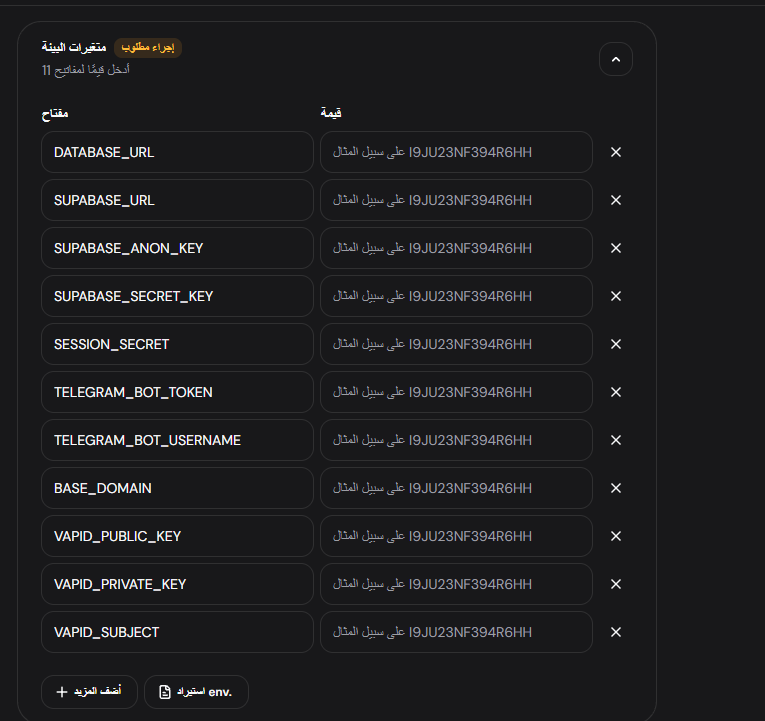 متغيرات البيئة إجراء مطلوب
أدخل قيمًا لمفاتيح 11
مفتاح قيمة
DATABASE_URL على سبيل المثال I9JU23NF394R6HH
SUPABASE_URL على سبيل المثال I9JU23NF394R6HH
SUPABASE_ANON_KEY على سبيل المثال I9JU23NF394R6HH
SUPABASE_SECRET_KEY على سبيل المثال I9JU23NF394R6HH
SESSION_SECRET على سبيل المثال I9JU23NF394R6HH
TELEGRAM_BOT_TOKEN على سبيل المثال I9JU23NF394R6HH
TELEGRAM_BOT_USERNAME على سبيل المثال I9JU23NF394R6HH
BASE_DOMAIN على سبيل المثال I9JU23NF394R6HH
VAPID_PUBLIC_KEY على سبيل المثال I9JU23NF394R6HH
VAPID_PRIVATE_KEY على سبيل المثال I9JU23NF394R6HH
VAPID_SUBJECT على سبيل المثال I9JU23NF394R6HH
أضف المزيد استيراد .env